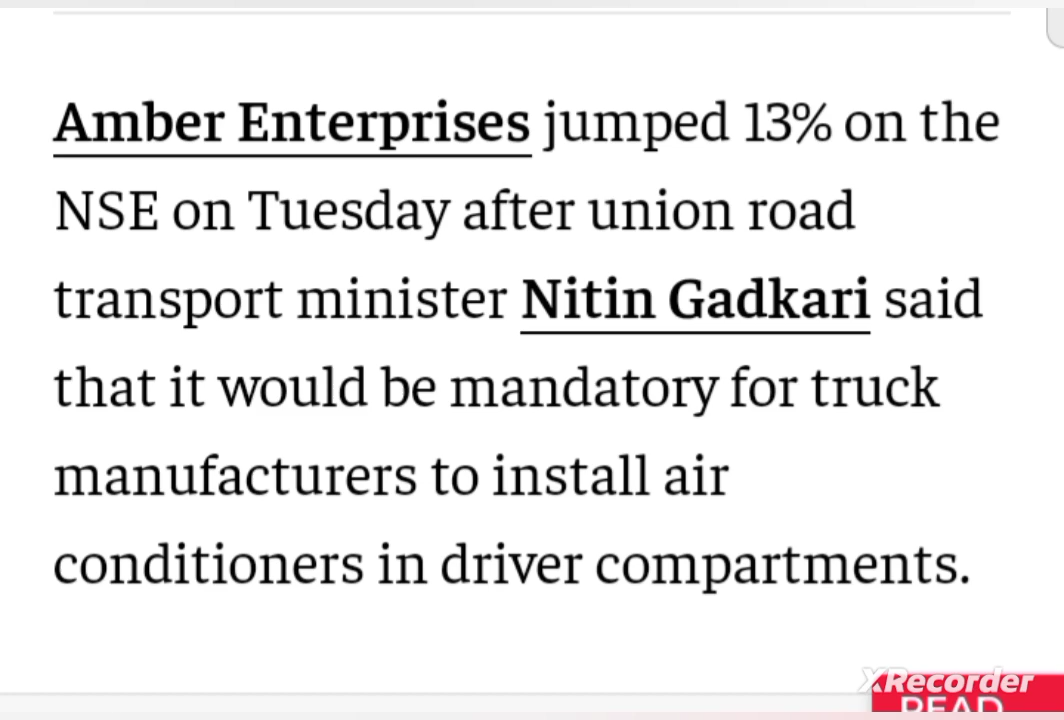 Amber Enterprises jumped 13% on the
NSE on Tuesday after union road
transport minister Nitin Gadkari said
that it would be mandatory for truck
manufacturers to install air
conditioners in driver compartments.
XRecorder
READ